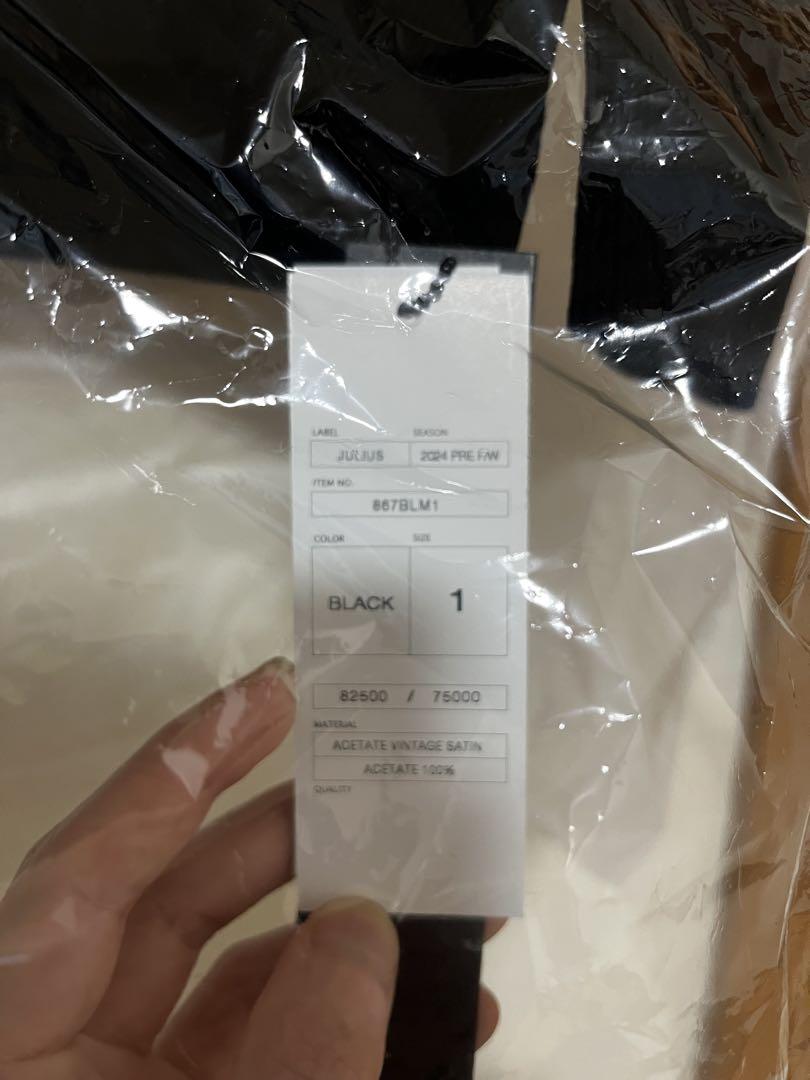 LABEL SEASON
JULIUS 2024 PRE F/W
ITEM NO.
867BLM1
COLOR SIZE
BLACK 1
82500 / 75000
MATERIAL
ACETATE VINTAGE SATIN
ACETATE 100%
QUALITY